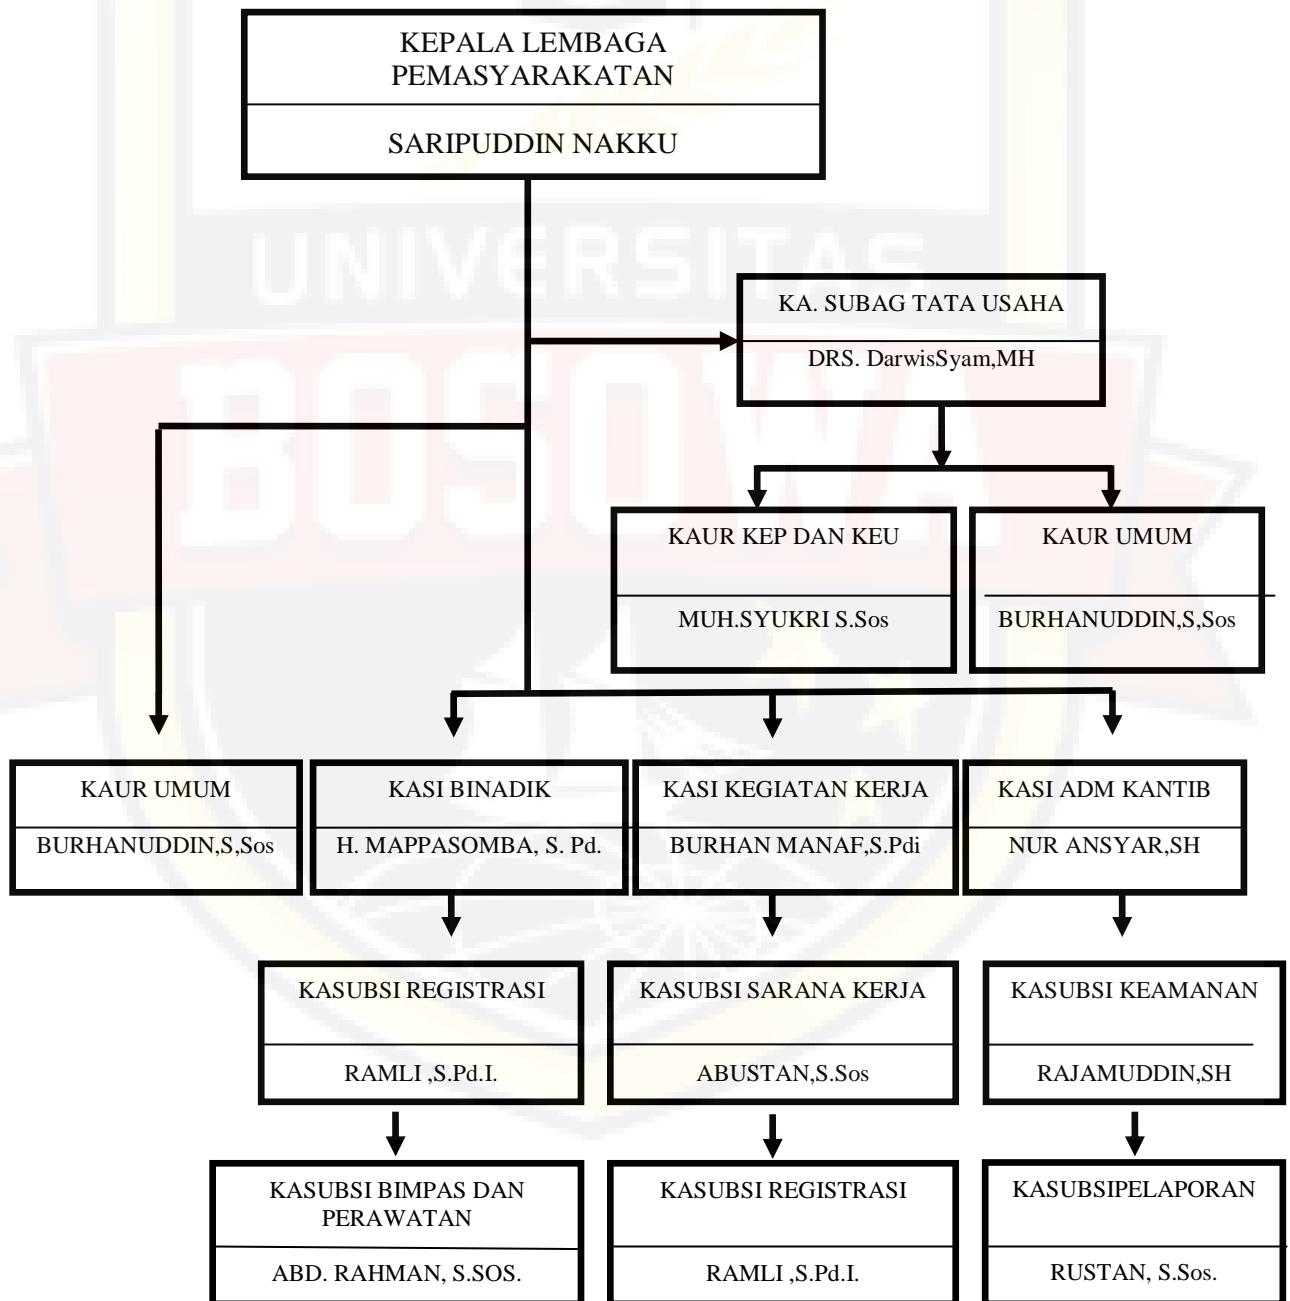 KEPALA LEMBAGA
PEMASYARAKATAN
SARIPUDDIN NAKKU
UNIVERSITAS
KA. SUBAG TATA USAHA
DRS. DarwisSyam,MH
BOSOWA
KAUR KEP DAN KEU
MUH.SYUKRI S.Sos
KAUR UMUM
BURHANUDDIN,S,Sos
KAUR UMUM
BURHANUDDIN,S,Sos
KASI BINADIK
H. MAPPASOMBA, S. Pd.
KASI KEGIATAN KERJA
BURHAN MANAF,S.Pdi
KASI ADM KANTIB
NUR ANSYAR,SH
KASUBSI REGISTRASI
RAMLI ,S.Pd.I.
KASUBSI SARANA KERJA
ABUSTAN,S.Sos
KASUBSI KEAMANAN
RAJAMUDDIN,SH
KASUBSI BIMPAS DAN
PERAWATAN
ABD. RAHMAN, S.SOS.
KASUBSI REGISTRASI
RAMLI ,S.Pd.I.
KASUBSIPELAPORAN
RUSTAN, S.Sos.